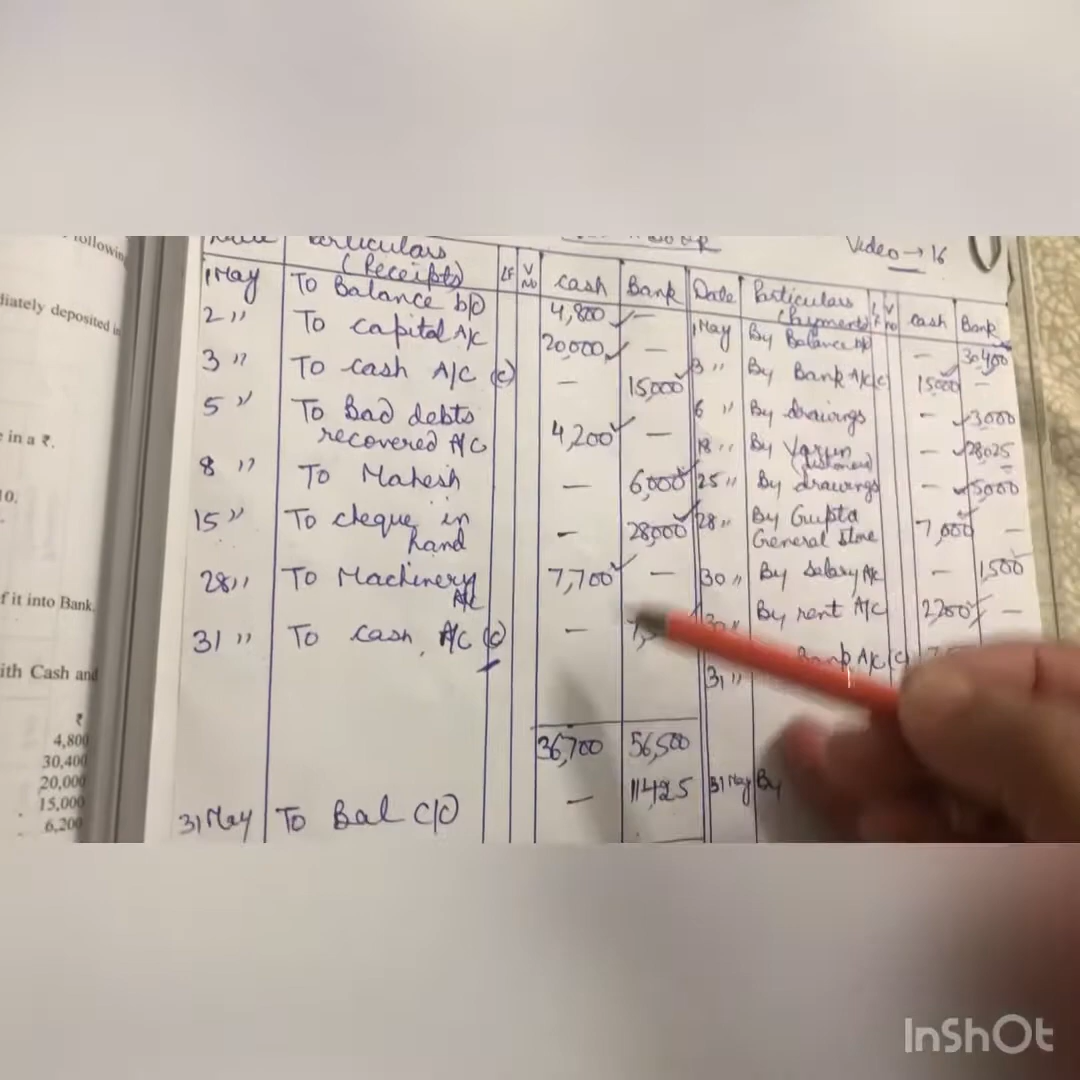 following
diately deposited in
e in a ₹.
10.
f it into Bank.
ith Cash and
₹
4,800
30,400
20,000
15,000
6,200
Video → 16
Particulars (Receipts) LF V No Cash Bank Date Particulars (Payments) Cash Bank
1 May To Balance b/d 4,800 — 1 May By Balance b/d — 30,400
2 " To Capital A/c 20,000 —
3 " To Cash A/C (C) — 15,000 3 " By Bank A/C (C) 15000 —
5 " To Bad debts recovered A/C 4,200 — 6 " By drawings — 3,000
18 " By Varun — 28,025
8 " To Mahesh — 6,000 25 " By drawings — 5,000
15 " To cheque in hand — 28,000 28 " By Gupta General Store 7,000 —
28 " To Machinery A/c 7,700 — 30 " By Salary A/c — 1,500
By rent A/C 2,200 —
31 " To Cash A/C (C) — Bank A/C (C)
31 "
36,700 56,500
31 May To Bal C/d — 11425 31 May By
InShOt